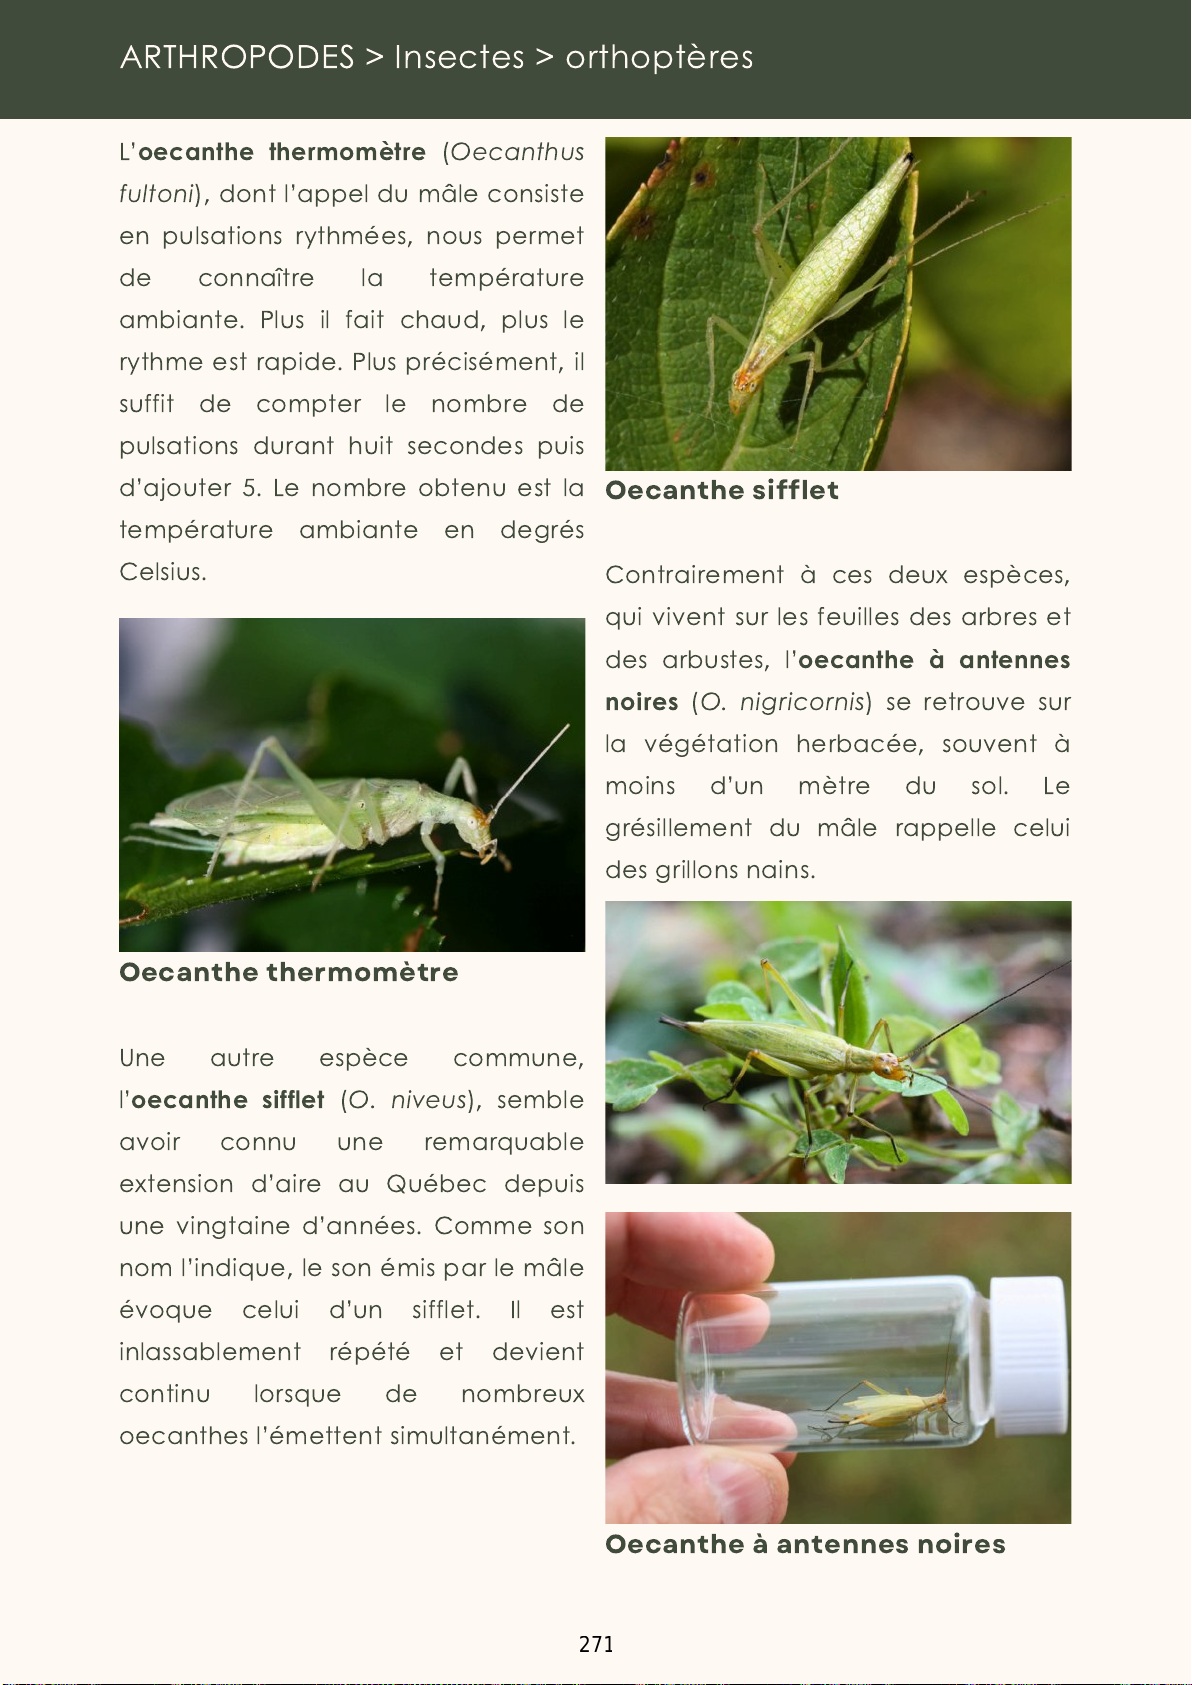 ARTHROPODES > Insectes > orthoptères
L'oecanthe thermomètre (Oecanthus
fultoni), dont l'appel du mâle consiste
en pulsations rythmées, nous permet
de connaître la température
ambiante. Plus il fait chaud, plus le
rythme est rapide. Plus précisément, il
suffit de compter le nombre de
pulsations durant huit secondes puis
d'ajouter 5. Le nombre obtenu est la
température ambiante en degrés
Celsius.
Oecanthe thermomètre
Une autre espèce commune,
l'oecanthe sifflet (O. niveus), semble
avoir connu une remarquable
extension d'aire au Québec depuis
une vingtaine d'années. Comme son
nom l'indique, le son émis par le mâle
évoque celui d'un sifflet. Il est
inlassablement répété et devient
continu lorsque de nombreux
oecanthes l'émettent simultanément.
Oecanthe sifflet
Contrairement à ces deux espèces,
qui vivent sur les feuilles des arbres et
des arbustes, l'oecanthe à antennes
noires (O. nigricornis) se retrouve sur
la végétation herbacée, souvent à
moins d'un mètre du sol. Le
grésillement du mâle rappelle celui
des grillons nains.
Oecanthe à antennes noires
271